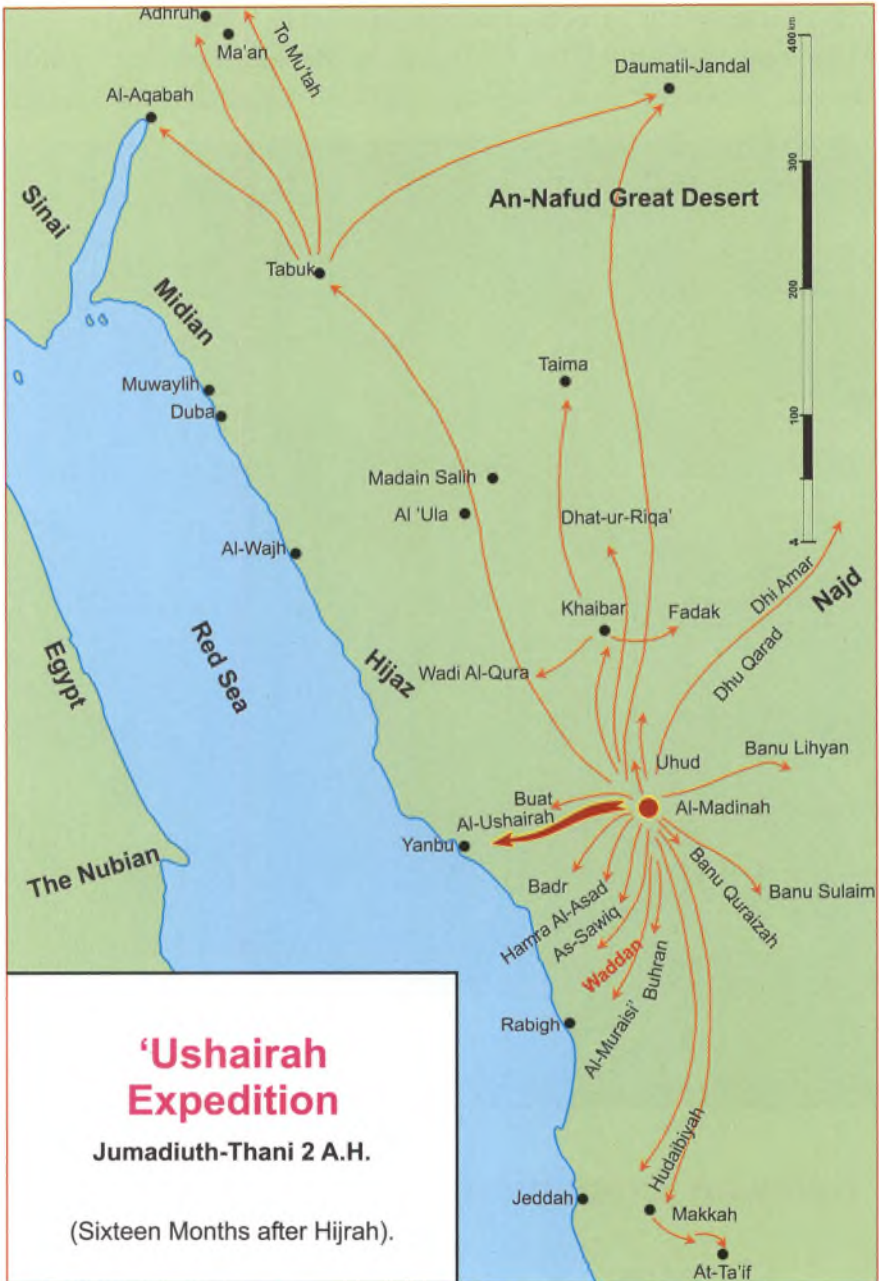 Adhruh
Ma'an
To Mu'tah
Al-Aqabah
Daumatil-Jandal
400 km
300
200
100
Sinai
An-Nafud Great Desert
Tabuk
Midian
Taima
Muwaylih
Duba
Madain Salih
Al 'Ula
Dhat-ur-Riqa'
Al-Wajh
Khaibar
Fadak
Dhi Amar
Najd
Egypt
Red Sea
Hijaz
Wadi Al-Qura
Dhu Qarad
Uhud
Banu Lihyan
Buat
Al-Madinah
Al-Ushairah
Yanbu
The Nubian
Badr
Banu Quraizah
Banu Sulaim
Hamra Al-Asad
As-Sawiq
Waddan
Buhran
Al-Muraisi'
Rabigh
Hudaibiyah
Jeddah
Makkah
At-Ta'if
'Ushairah
Expedition
Jumadiuth-Thani 2 A.H.
(Sixteen Months after Hijrah).